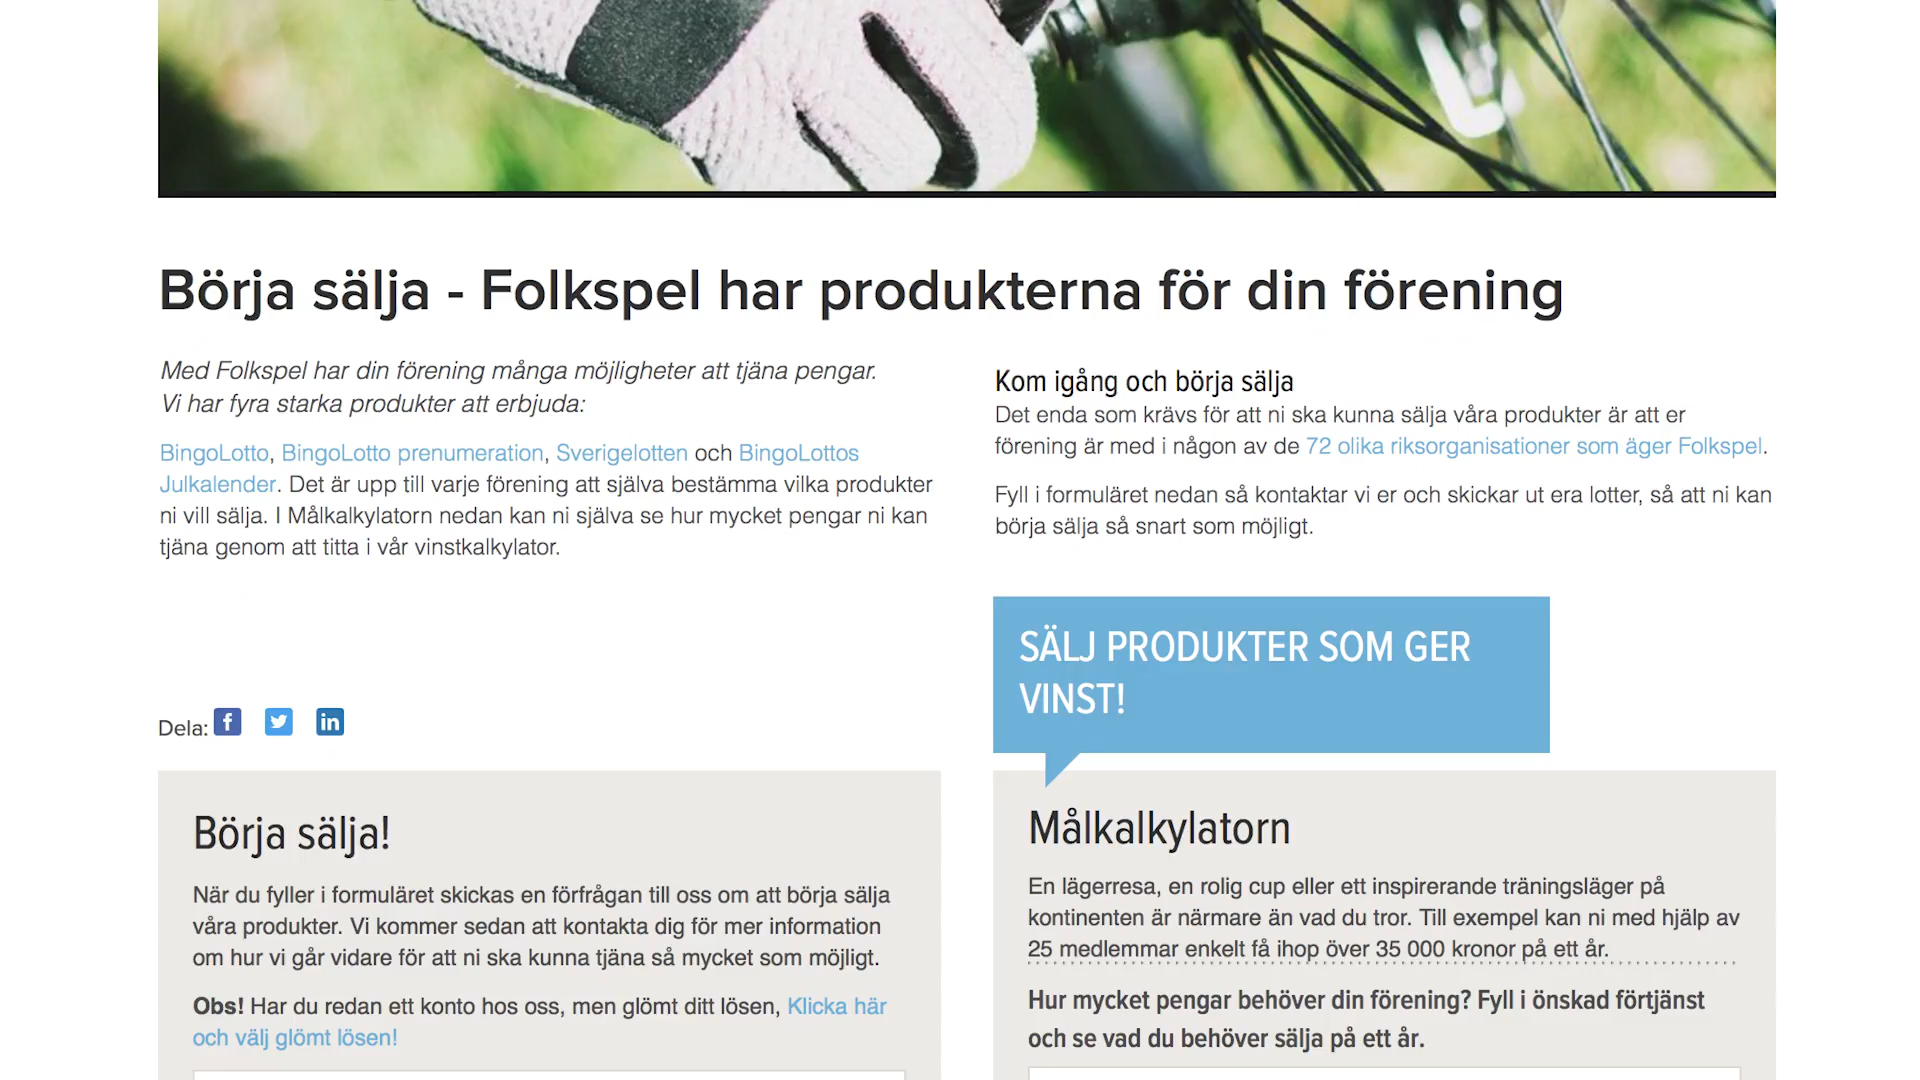 Börja sälja - Folkspel har produkterna för din förening
Med Folkspel har din förening många möjligheter att tjäna pengar.
Vi har fyra starka produkter att erbjuda:
BingoLotto, BingoLotto prenumeration, Sverigelotten och BingoLottos
Julkalender. Det är upp till varje förening att själva bestämma vilka produkter
ni vill sälja. I Målkalkylatorn nedan kan ni själva se hur mycket pengar ni kan
tjäna genom att titta i vår vinstkalkylator.
Kom igång och börja sälja
Det enda som krävs för att ni ska kunna sälja våra produkter är att er
förening är med i någon av de 72 olika riksorganisationer som äger Folkspel.
Fyll i formuläret nedan så kontaktar vi er och skickar ut era lotter, så att ni kan
börja sälja så snart som möjligt.
SÄLJ PRODUKTER SOM GER
VINST!
Dela:
Börja sälja!
När du fyller i formuläret skickas en förfrågan till oss om att börja sälja
våra produkter. Vi kommer sedan att kontakta dig för mer information
om hur vi går vidare för att ni ska kunna tjäna så mycket som möjligt.
Obs! Har du redan ett konto hos oss, men glömt ditt lösen, Klicka här
och välj glömt lösen!
Målkalkylatorn
En lägerresa, en rolig cup eller ett inspirerande träningsläger på
kontinenten är närmare än vad du tror. Till exempel kan ni med hjälp av
25 medlemmar enkelt få ihop över 35 000 kronor på ett år.
Hur mycket pengar behöver din förening? Fyll i önskad förtjänst
och se vad du behöver sälja på ett år.